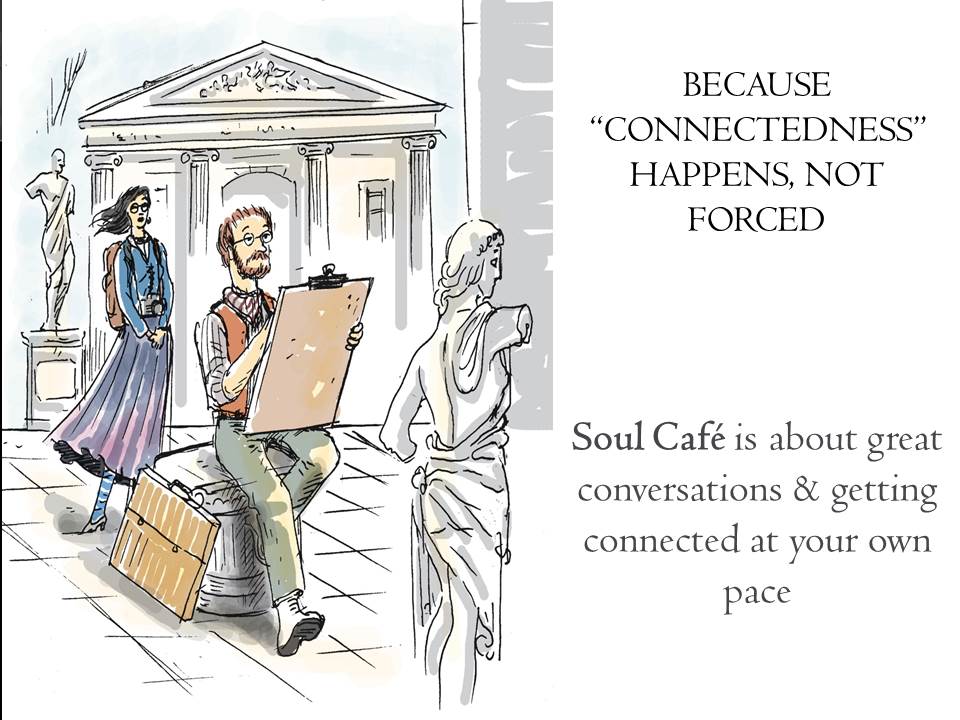 BECAUSE
“CONNECTEDNESS”
HAPPENS, NOT
FORCED
Soul Café is about great
conversations & getting
connected at your own
pace